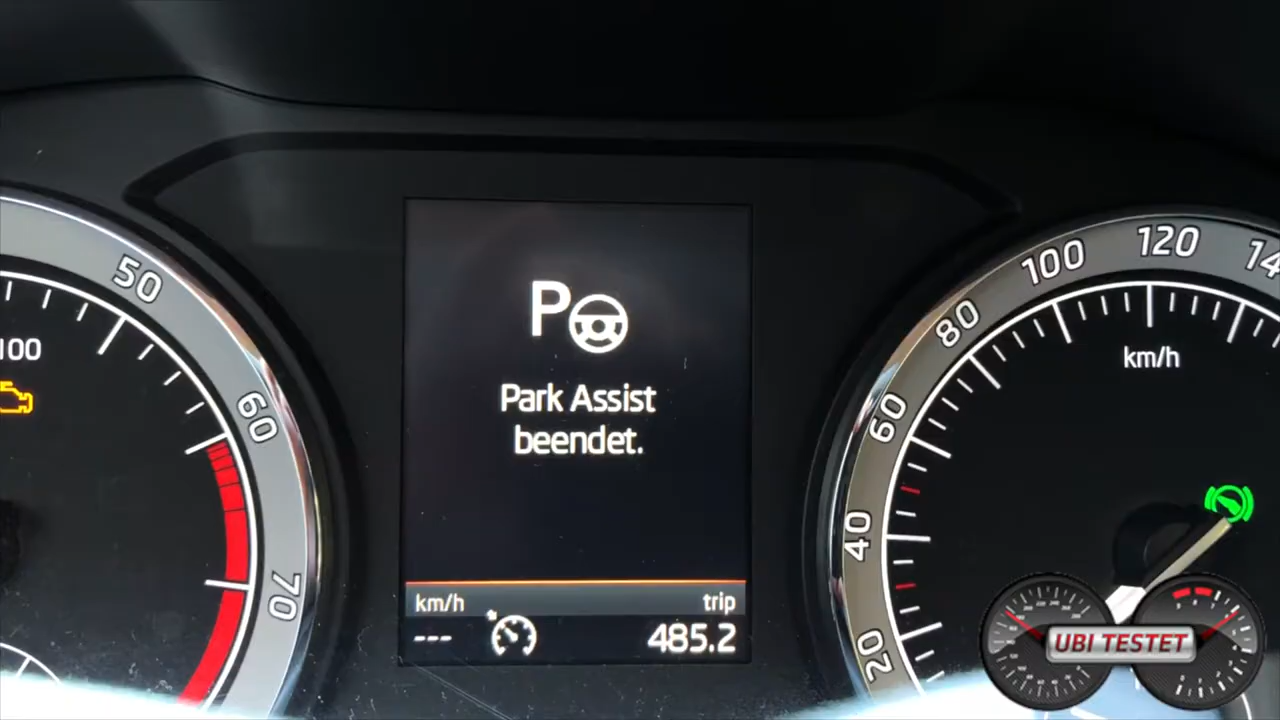 50
60
70
100
P
Park Assist
beendet.
km/h
trip
---
485.2
20
40
60
80
100
120
14
km/h
UBI TESTET